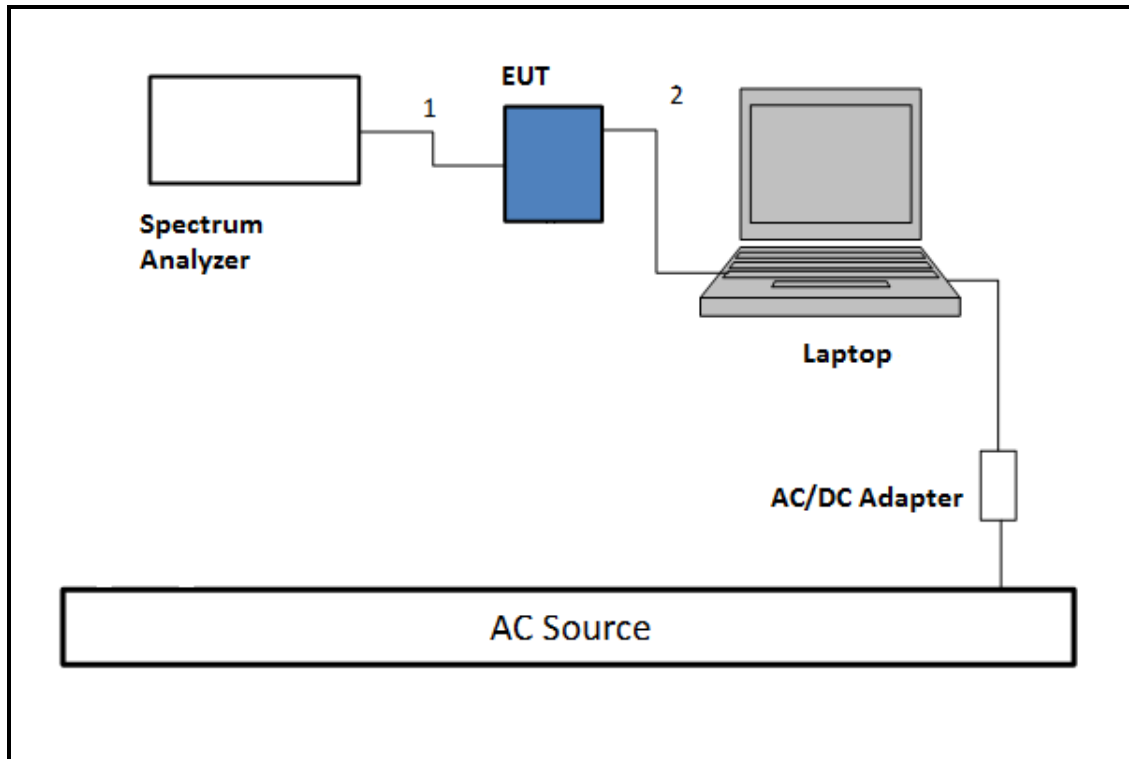 EUT
1
2
Spectrum
Analyzer
Laptop
AC/DC Adapter
AC Source